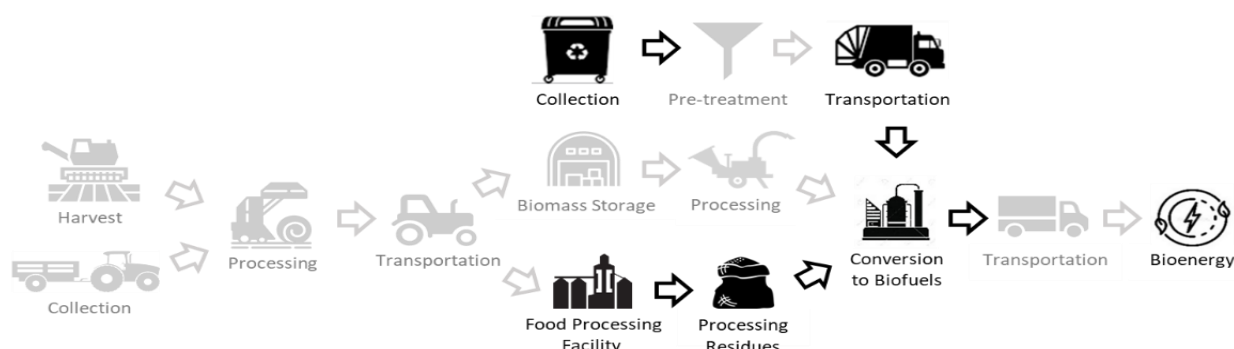 Collection
Pre-treatment
Transportation
Harvest
Biomass Storage
Processing
Processing
Transportation
Conversion
to Biofuels
Transportation
Bioenergy
Collection
Food Processing
Facility
Processing
Residues